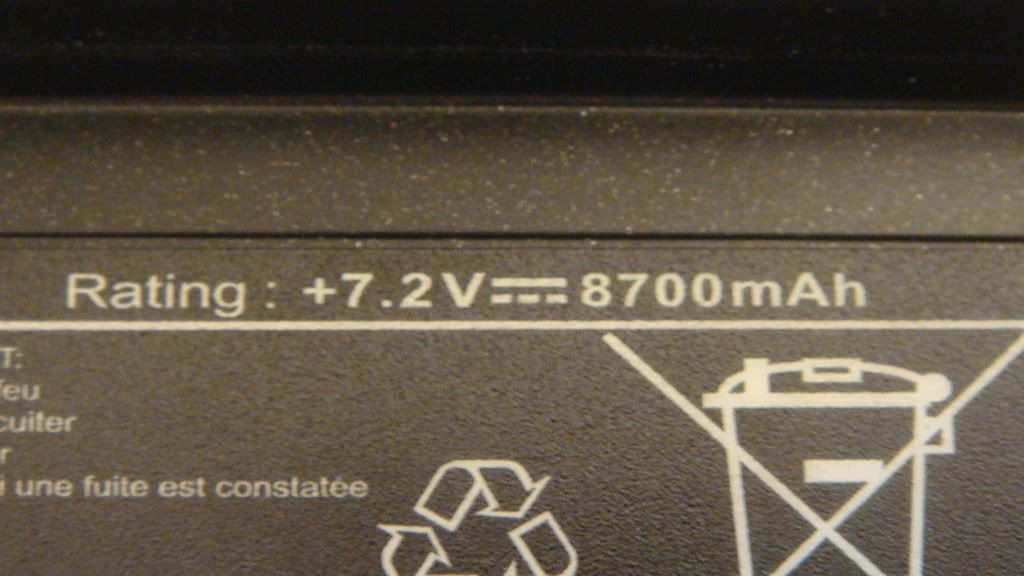 Rating : +7.2V⎓8700mAh
T:
feu
cuiter
r
i une fuite est constatée